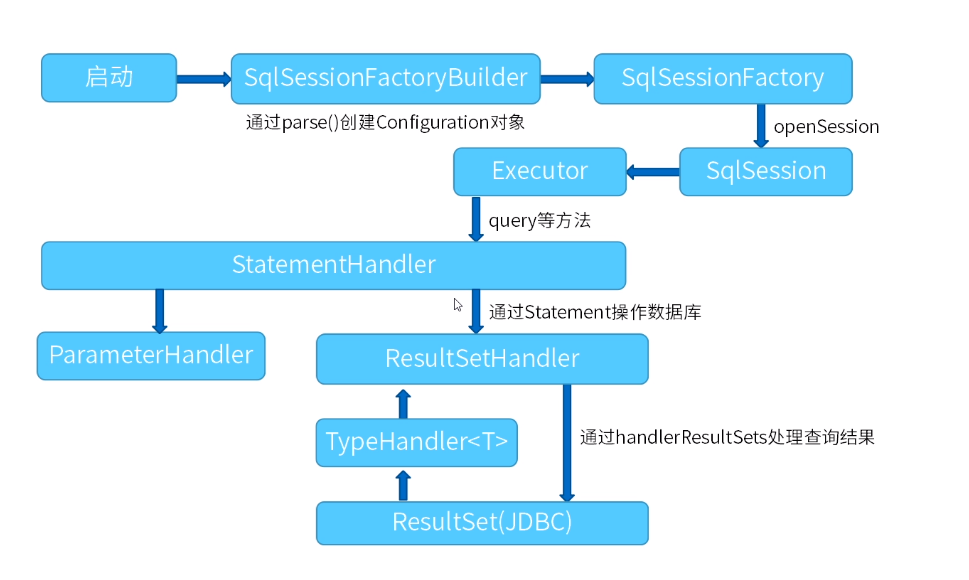 启动
SqlSessionFactoryBuilder
SqlSessionFactory
通过parse()创建Configuration对象
openSession
Executor
SqlSession
query等方法
StatementHandler
通过Statement操作数据库
ParameterHandler
ResultSetHandler
TypeHandler<T>
通过handlerResultSets处理查询结果
ResultSet(JDBC)